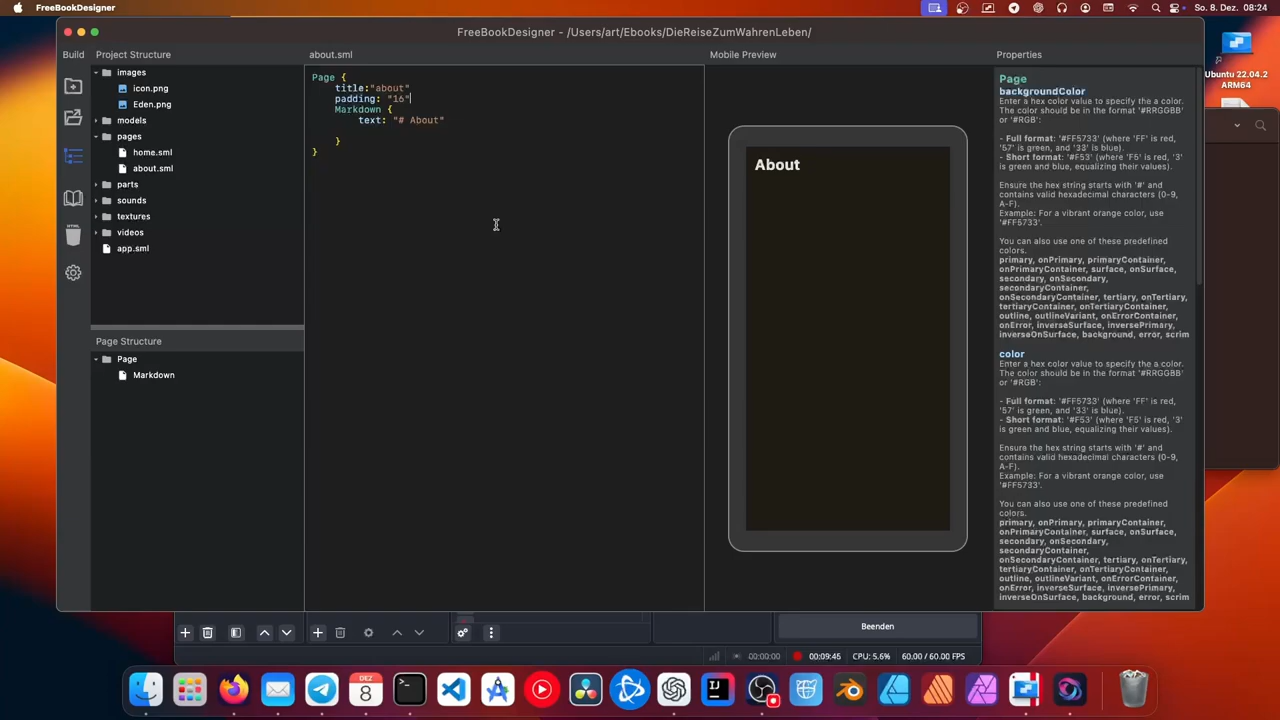 FreeBookDesigner
So. 8. Dez. 08:24
FreeBookDesigner - /Users/art/Ebooks/DieReiseZumWahrenLeben/
Build
Project Structure
about.sml
Mobile Preview
Properties
images
icon.png
Eden.png
models
pages
home.sml
about.sml
parts
sounds
textures
videos
app.sml
Page Structure
Page
Markdown
HTML
Page {
title:"about"
padding: "16"
Markdown {
text: "# About"
}
}
About
Page
backgroundColor
Enter a hex color value to specify the a color.
The color should be in the format '#RRGGBB'
or '#RGB':
- Full format: '#FF5733' (where 'FF' is red,
'57' is green, and '33' is blue).
- Short format: '#F53' (where 'F5' is red, '3'
is green and blue, equalizing their values).
Ensure the hex string starts with '#' and
contains valid hexadecimal characters (0-9,
A-F).
Example: For a vibrant orange color, use
'#FF5733'.
You can also use one of these predefined
colors.
primary, onPrimary, primaryContainer,
onPrimaryContainer, surface, onSurface,
secondary, onSecondary,
secondaryContainer,
onSecondaryContainer, tertiary, onTertiary,
tertiaryContainer, onTertiaryContainer,
outline, outlineVariant, onErrorContainer,
onError, inverseSurface, inversePrimary,
inverseOnSurface, background, error, scrim
color
Enter a hex color value to specify the a color.
The color should be in the format '#RRGGBB'
or '#RGB':
- Full format: '#FF5733' (where 'FF' is red,
'57' is green, and '33' is blue).
- Short format: '#F53' (where 'F5' is red, '3'
is green and blue, equalizing their values).
Ensure the hex string starts with '#' and
contains valid hexadecimal characters (0-9,
A-F).
Example: For a vibrant orange color, use
'#FF5733'.
You can also use one of these predefined
colors.
primary, onPrimary, primaryContainer,
onPrimaryContainer, surface, onSurface,
secondary, onSecondary,
secondaryContainer,
onSecondaryContainer, tertiary, onTertiary,
tertiaryContainer, onTertiaryContainer,
outline, outlineVariant, onErrorContainer,
onError, inverseSurface, inversePrimary,
inverseOnSurface, background, error, scrim
Ubuntu 22.04.2
ARM64
Beenden
00:00:00
00:09:45
CPU: 5.6%
60.00 / 60.00 FPS
DEZ
8